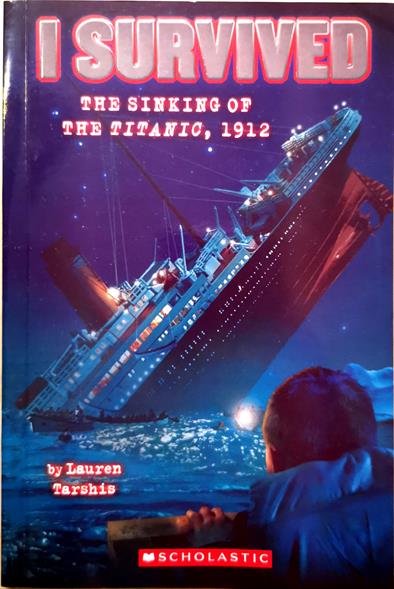 I SURVIVED
THE SINKING OF
THE TITANIC, 1912
by Lauren
Tarshis
SCHOLASTIC